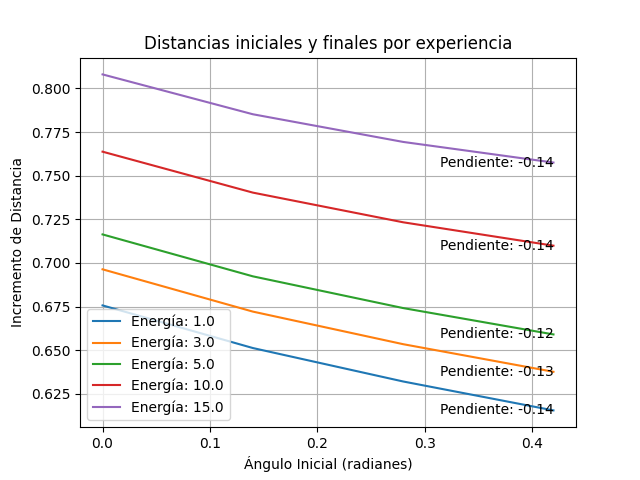 Distancias iniciales y finales por experiencia
Incremento de Distancia
0.800
0.775
0.750
0.725
0.700
0.675
0.650
0.625
Pendiente: -0.14
Pendiente: -0.14
Pendiente: -0.12
Pendiente: -0.13
Pendiente: -0.14
Energía: 1.0
Energía: 3.0
Energía: 5.0
Energía: 10.0
Energía: 15.0
0.0
0.1
0.2
0.3
0.4
Ángulo Inicial (radianes)